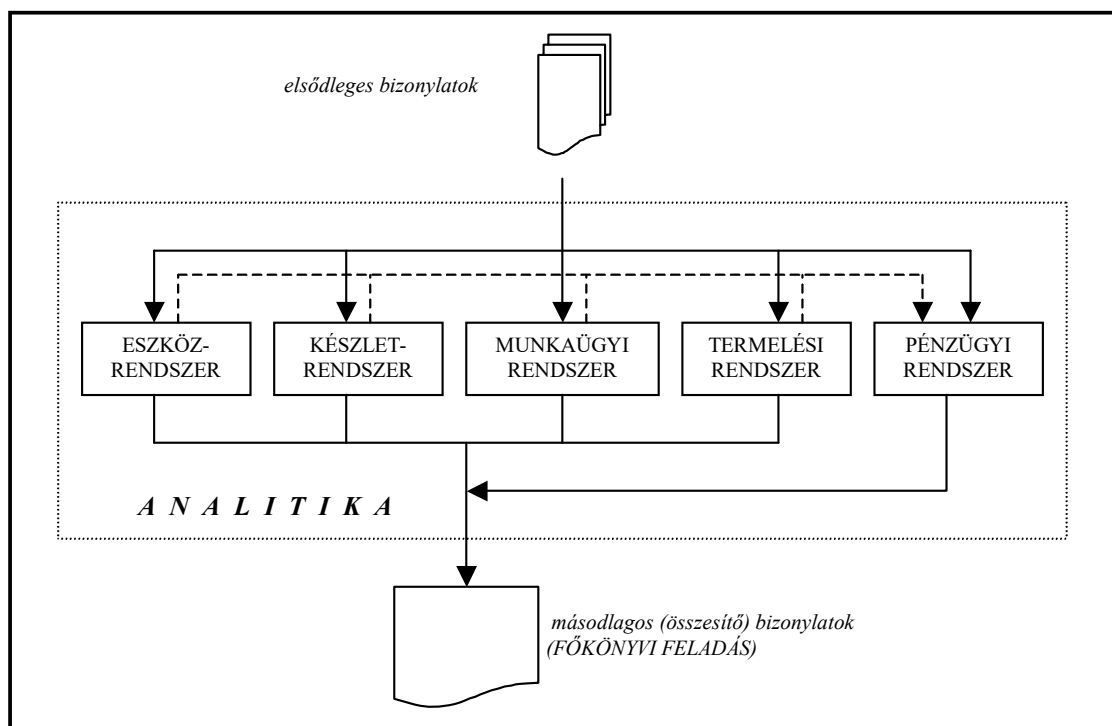 elsődleges bizonylatok
ESZKÖZ-
RENDSZER
KÉSZLET-
RENDSZER
MUNKAÜGYI
RENDSZER
TERMELÉSI
RENDSZER
PÉNZÜGYI
RENDSZER
A N A L I T I K A
másodlagos (összesítő) bizonylatok
(FŐKÖNYVI FELADÁS)